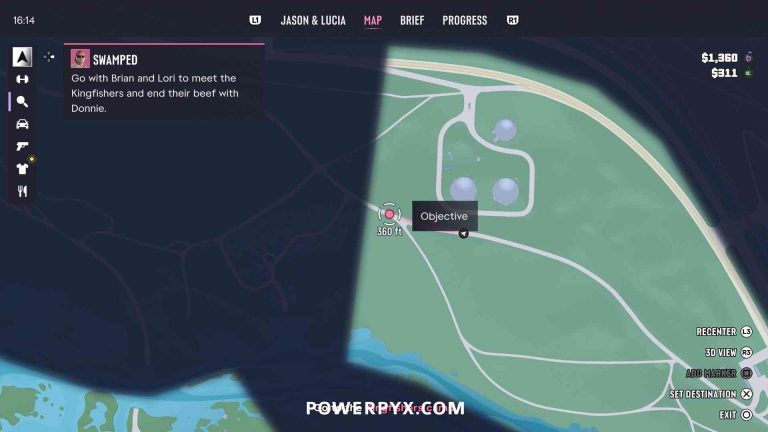 16:14
L1 JASON & LUCIA MAP BRIEF PROGRESS R1
SWAMPED
Go with Brian and Lori to meet the
Kingfishers and end their beef with
Donnie.
$1,360
$311
Objective
360 ft
RECENTER L3
3D VIEW R3
ADD MARKER
SET DESTINATION
EXIT
POWERPYX.COM